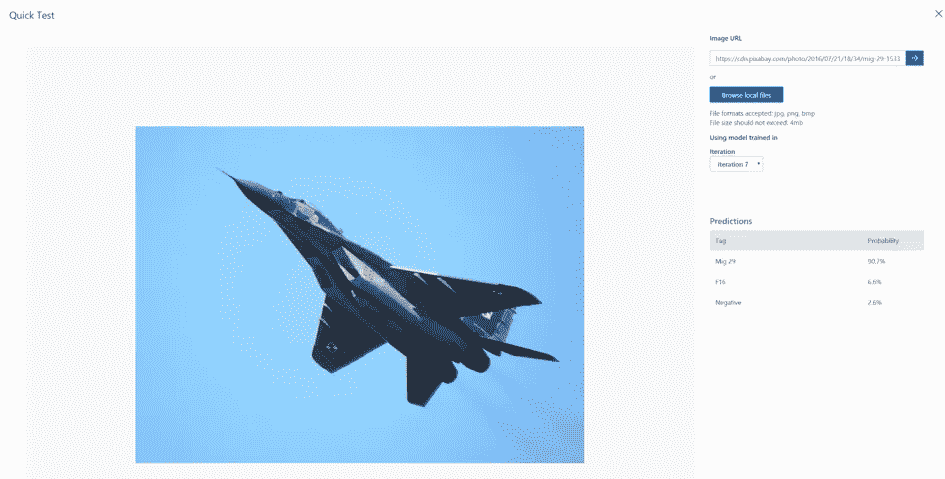 Quick Test
Image URL
https://cdn.pixabay.com/photo/2016/07/21/18/34/mig-29-1533
or
Browse local files
File formats accepted: jpg, png, bmp
File size should not exceed: 4mb
Using model trained in
Iteration
Iteration 7
Predictions
Tag Probability
Mig 29 90.7%
F16 6.6%
Negative 2.6%